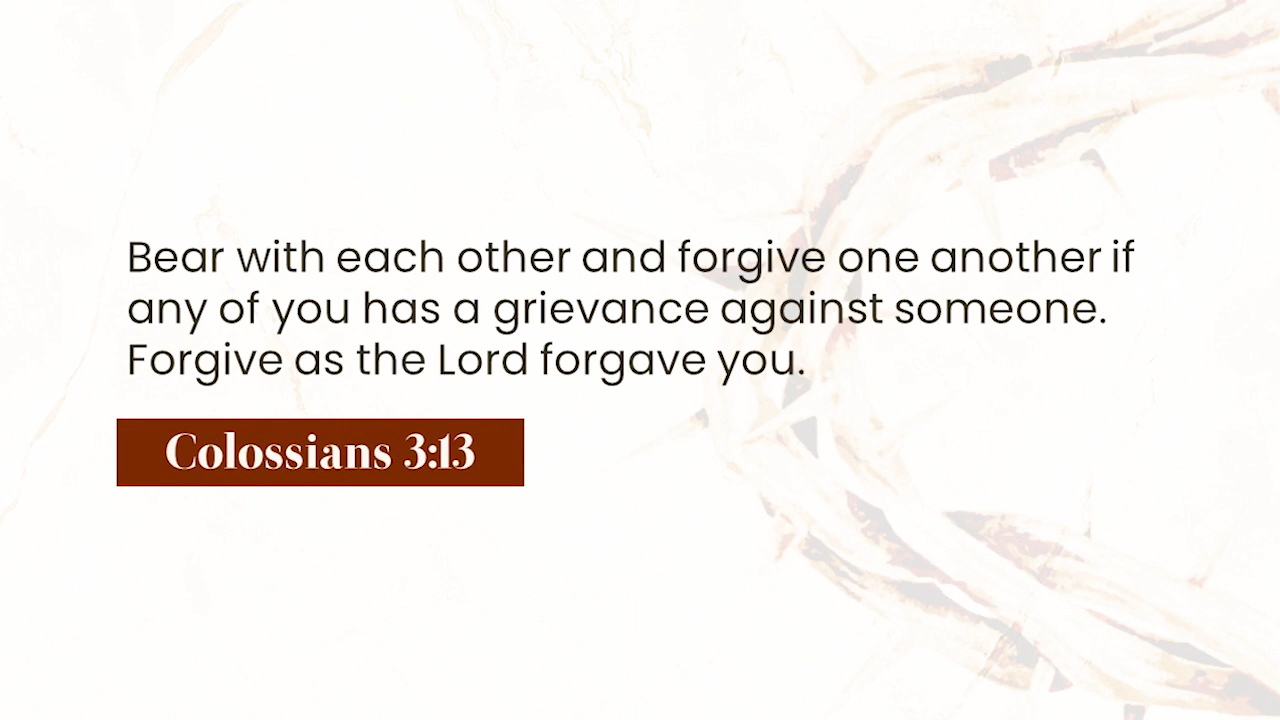 Bear with each other and forgive one another if
any of you has a grievance against someone.
Forgive as the Lord forgave you.
Colossians 3:13